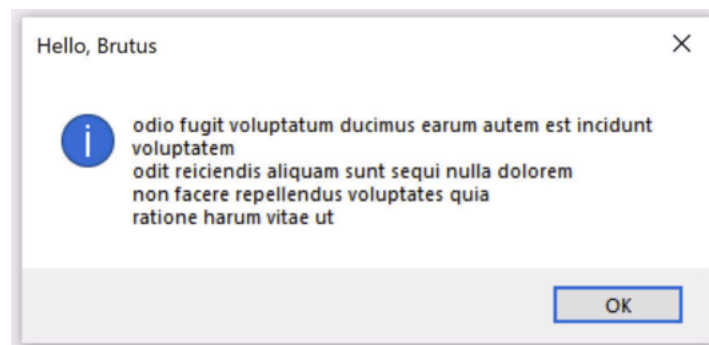 Hello, Brutus
odio fugit voluptatum ducimus earum autem est incidunt
voluptatem
odit reiciendis aliquam sunt sequi nulla dolorem
non facere repellendus voluptates quia
ratione harum vitae ut
OK